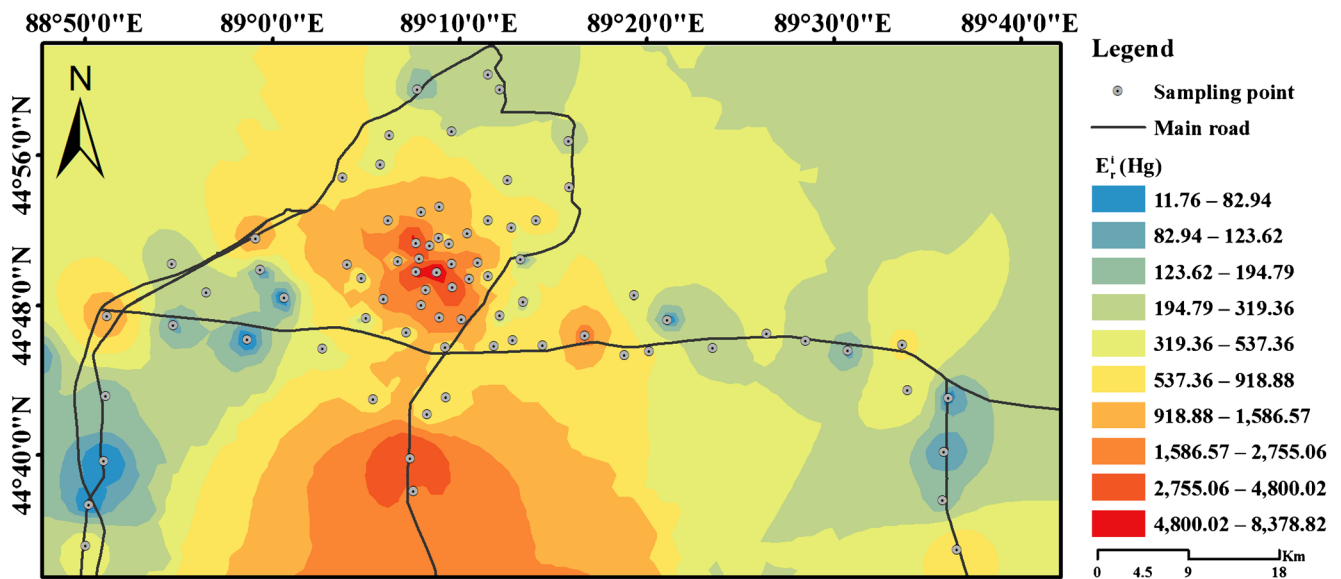 88°50'0"E 89°0'0"E 89°10'0"E 89°20'0"E 89°30'0"E 89°40'0"E
N
44°56'0"N
44°48'0"N
44°40'0"N
Legend
Sampling point
Main road
E_r^i (Hg)
11.76 – 82.94
82.94 – 123.62
123.62 – 194.79
194.79 – 319.36
319.36 – 537.36
537.36 – 918.88
918.88 – 1,586.57
1,586.57 – 2,755.06
2,755.06 – 4,800.02
4,800.02 – 8,378.82
Km
0 4.5 9 18